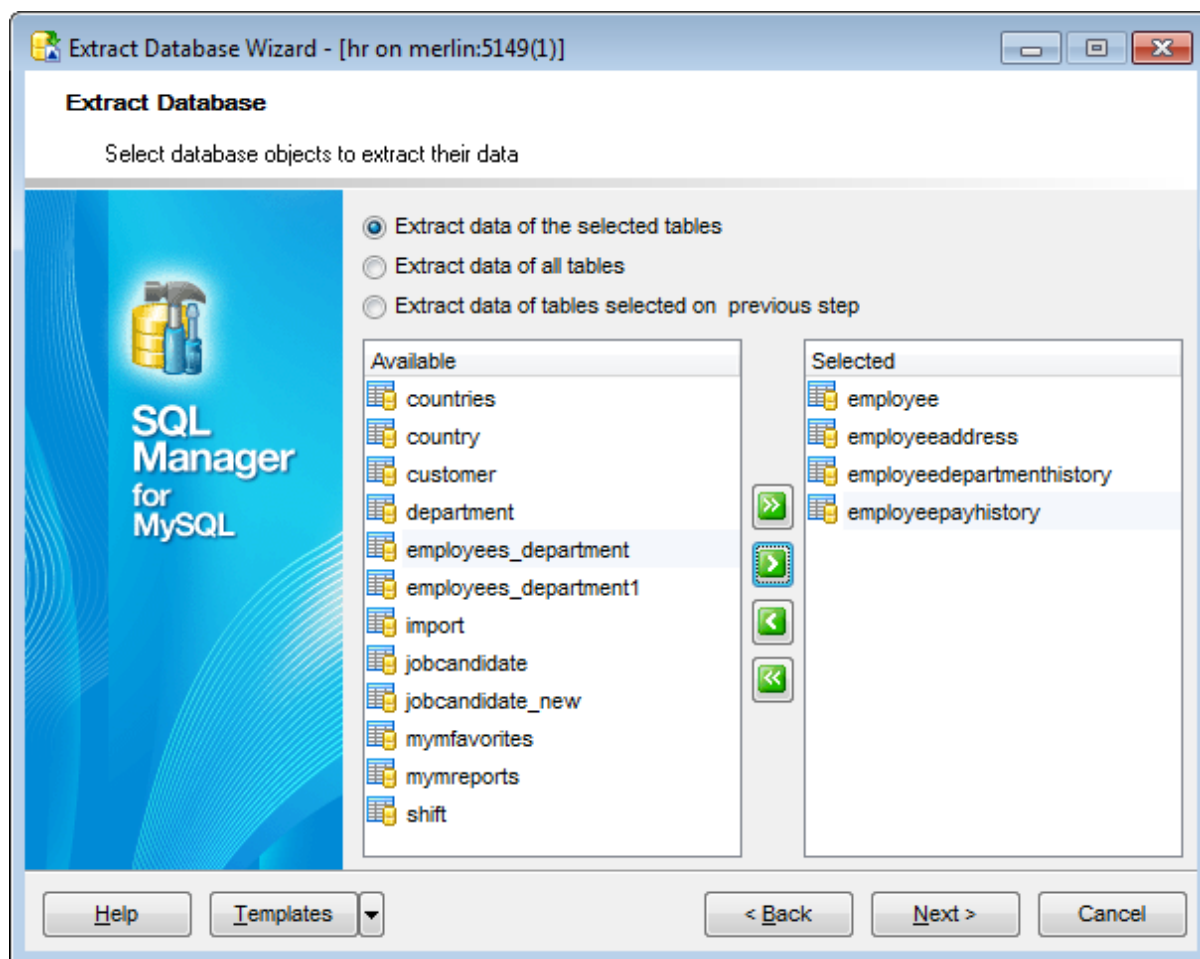 Extract Database Wizard - [hr on merlin:5149(1)]
Extract Database
Select database objects to extract their data
SQL
Manager
for
MySQL
Extract data of the selected tables
Extract data of all tables
Extract data of tables selected on previous step
Available
countries
country
customer
department
employees_department
employees_department1
import
jobcandidate
jobcandidate_new
mymfavorites
mymreports
shift
Selected
employee
employeeaddress
employeedepartmenthistory
employeepayhistory
Help
Templates
< Back
Next >
Cancel